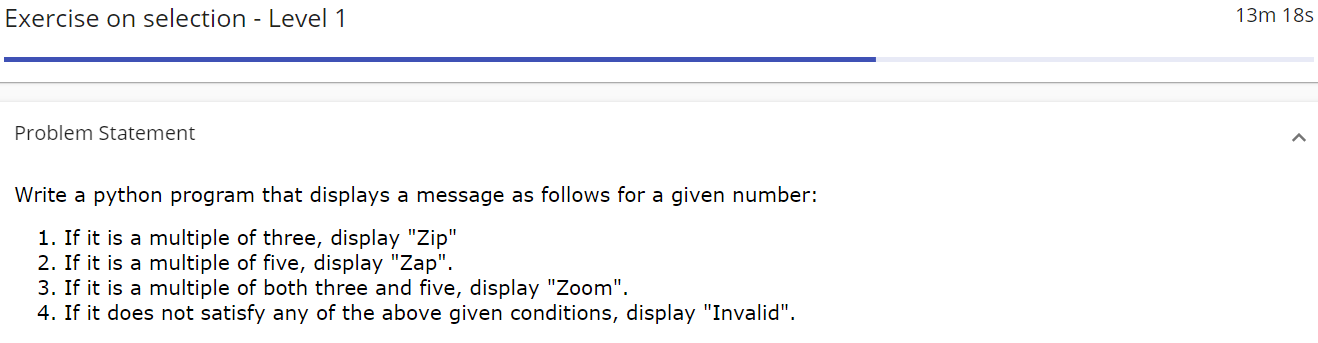 Exercise on selection - Level 1
13m 18s
Problem Statement
Write a python program that displays a message as follows for a given number:
1. If it is a multiple of three, display "Zip"
2. If it is a multiple of five, display "Zap".
3. If it is a multiple of both three and five, display "Zoom".
4. If it does not satisfy any of the above given conditions, display "Invalid".